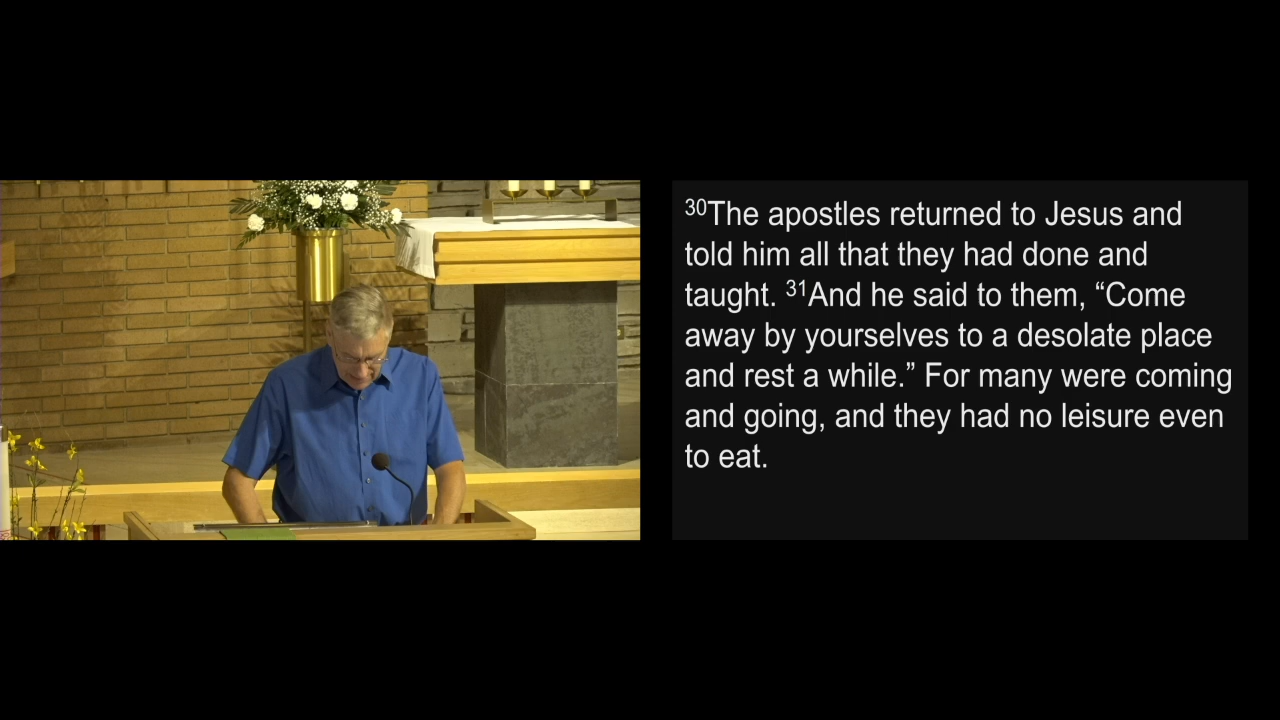 ³⁰The apostles returned to Jesus and
told him all that they had done and
taught. ³¹And he said to them, “Come
away by yourselves to a desolate place
and rest a while.” For many were coming
and going, and they had no leisure even
to eat.